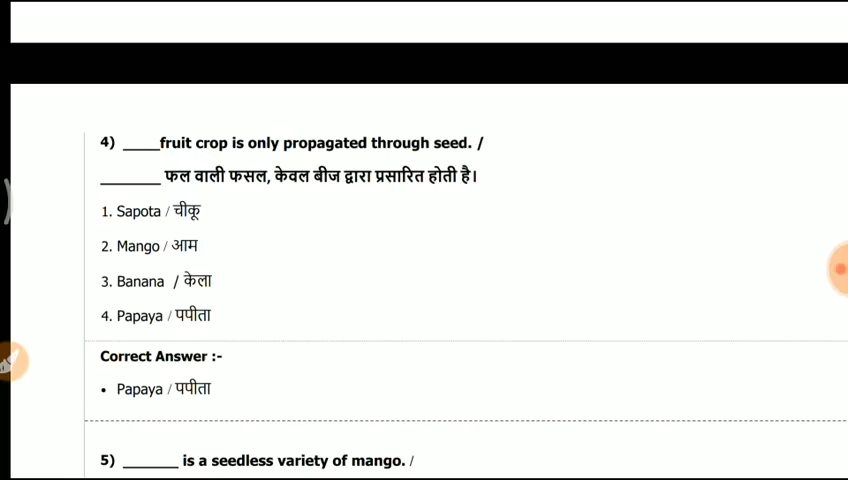 4) _____fruit crop is only propagated through seed. /
________ फल वाली फसल, केवल बीज द्वारा प्रसारित होती है।
1. Sapota / चीकू
2. Mango / आम
3. Banana / केला
4. Papaya / पपीता
Correct Answer :-
• Papaya / पपीता
5) _______ is a seedless variety of mango. /